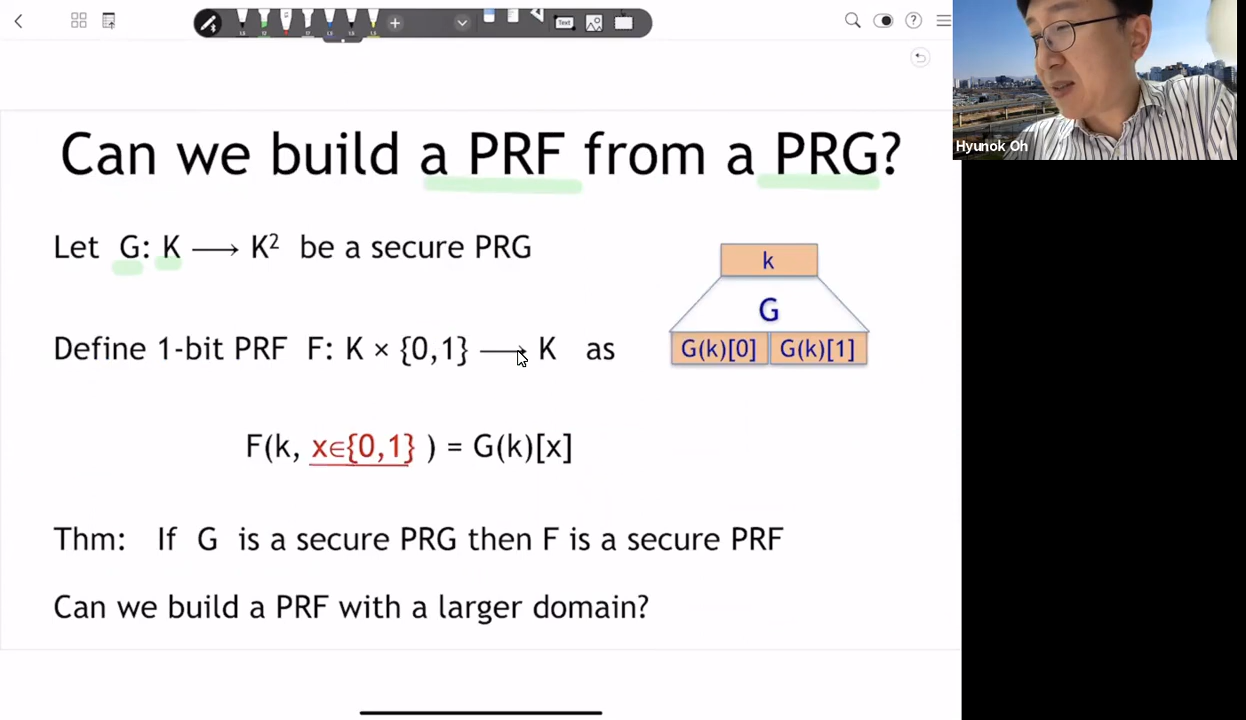 Can we build a PRF from a PRG?
Let G: K ⟶ K² be a secure PRG
k
G
G(k)[0] G(k)[1]
Define 1-bit PRF F: K × {0,1} ⟶ K as
F(k, x∈{0,1} ) = G(k)[x]
Thm: If G is a secure PRG then F is a secure PRF
Can we build a PRF with a larger domain?
Text
Hyunok Oh